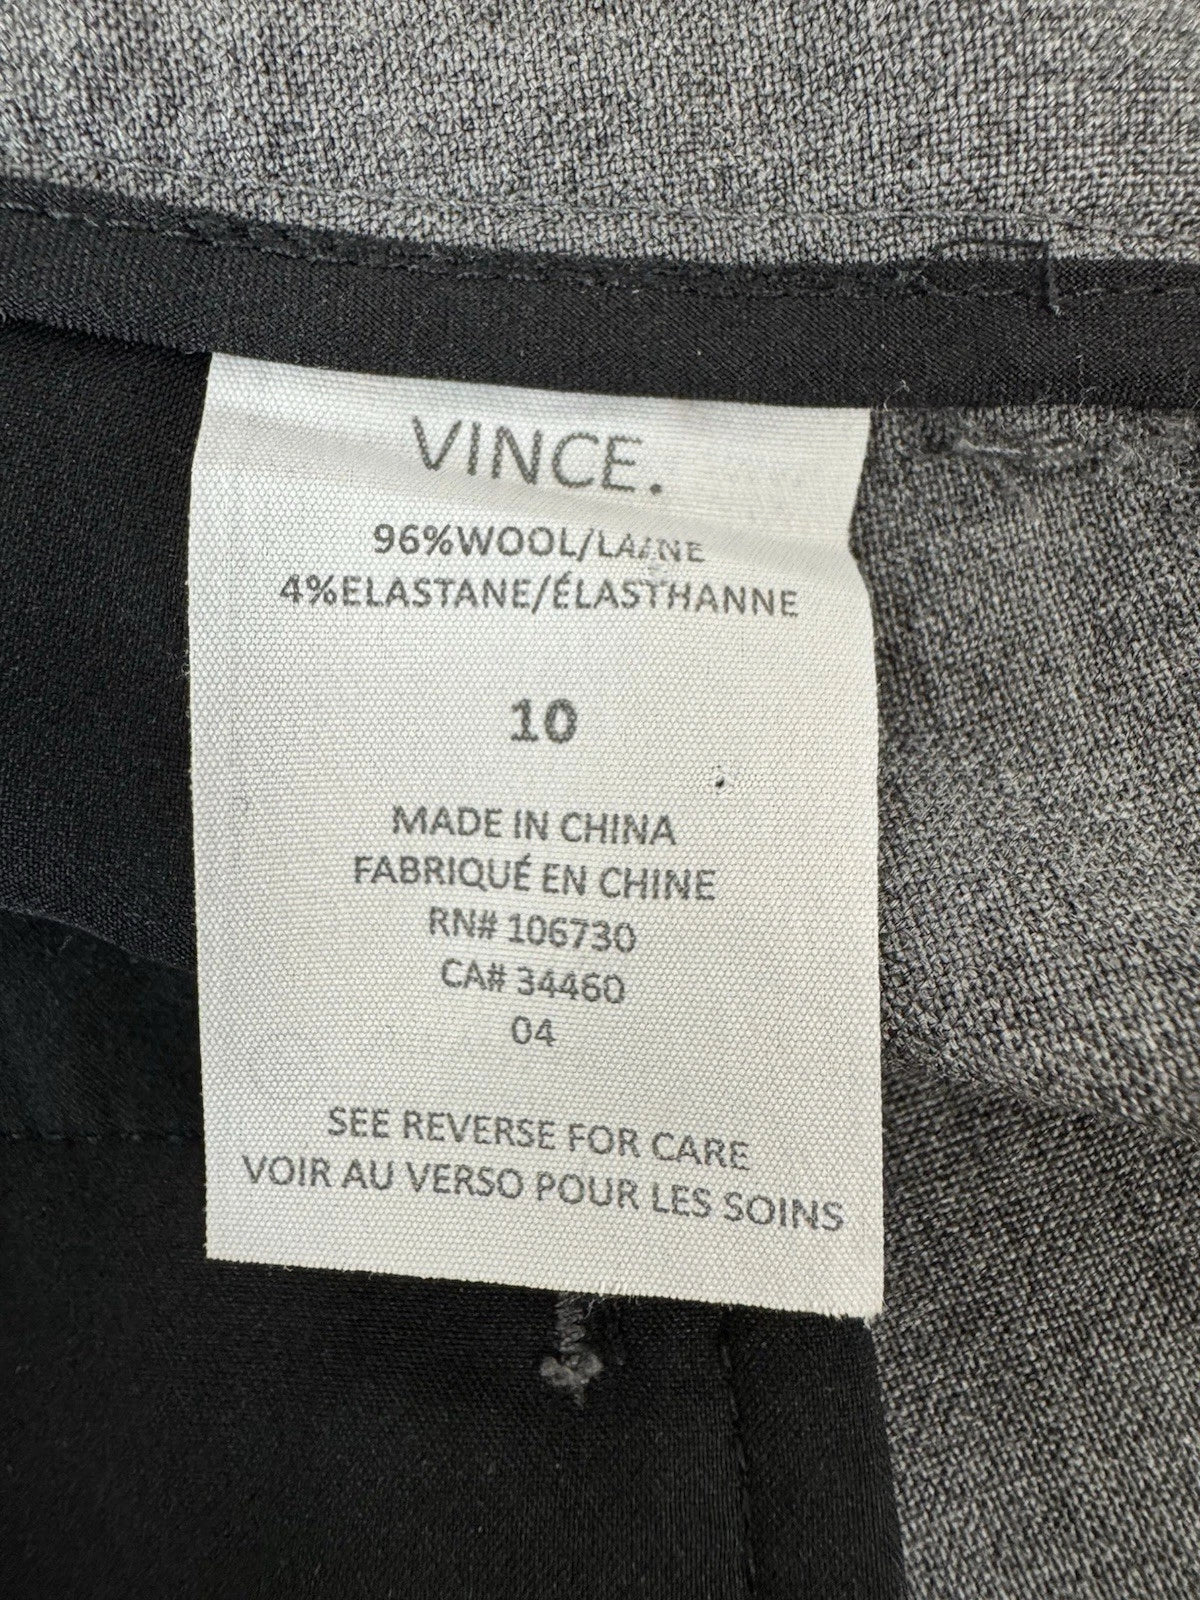 VINCE.
96%WOOL/LAINE
4%ELASTANE/ÉLASTHANNE
10
MADE IN CHINA
FABRIQUÉ EN CHINE
RN# 106730
CA# 34460
04
SEE REVERSE FOR CARE
VOIR AU VERSO POUR LES SOINS